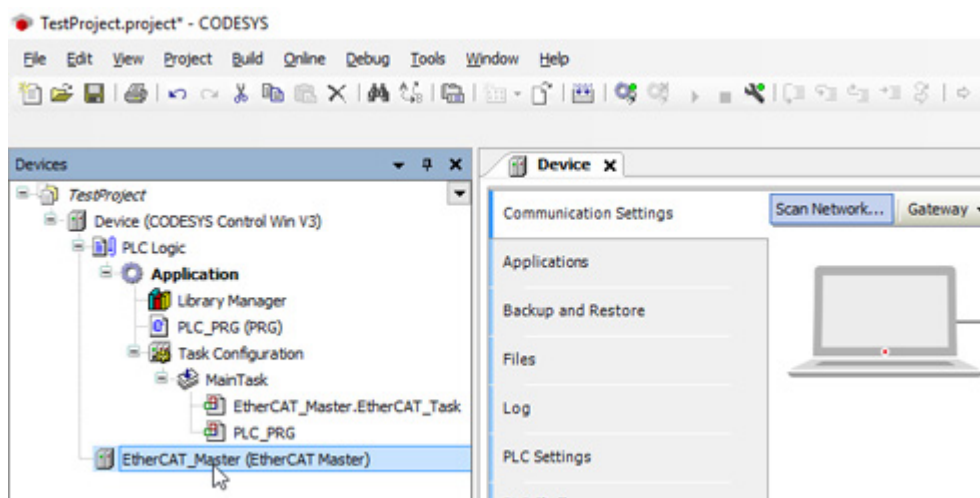 TestProject.project* - CODESYS
File Edit View Project Build Online Debug Tools Window Help
Devices
TestProject
Device (CODESYS Control Win V3)
PLC Logic
Application
Library Manager
PLC_PRG (PRG)
Task Configuration
MainTask
EtherCAT_Master.EtherCAT_Task
PLC_PRG
EtherCAT_Master (EtherCAT Master)
Device
Communication Settings
Applications
Backup and Restore
Files
Log
PLC Settings
Scan Network... Gateway